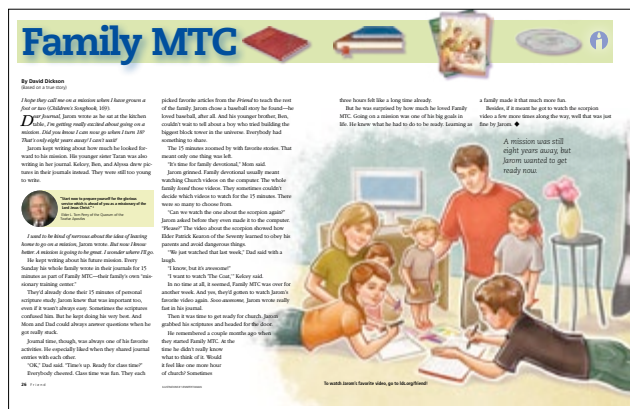 Family MTC
By David Dickson
(Based on a true story)
I hope they call me on a mission when I have grown a
foot or two (Children's Songbook, 169).
Dear Journal, Jarom wrote as he sat at the kitchen
table, I'm getting really excited about going on a
mission. Did you know I can now go when I turn 18?
That's only eight years away! I can't wait!
Jarom kept writing about how much he looked for-
ward to his mission. His younger sister Taran was also
writing in her journal. Kelcey, Ben, and Alyssa drew pic-
tures in their journals instead. They were still too young
to write.
"Start now to prepare yourself for the glorious
service which is ahead of you as a missionary of the
Lord Jesus Christ."
Elder L. Tom Perry of the Quorum of the
Twelve Apostles
I used to be kind of nervous about the idea of leaving
home to go on a mission, Jarom wrote. But now I know
better. A mission is going to be great. I wonder where I'll go.
He kept writing about his future mission. Every
Sunday his whole family wrote in their journals for 15
minutes as part of Family MTC—their family's own "mis-
sionary training center."
They'd already done their 15 minutes of personal
scripture study. Jarom knew that was important too,
even if it wasn't always easy. Sometimes the scriptures
confused him. But he kept doing his very best. And
Mom and Dad could always answer questions when he
got really stuck.
Journal time, though, was always one of his favorite
activities. He especially liked when they shared journal
entries with each other.
"OK," Dad said. "Time's up. Ready for class time?"
Everybody cheered. Class time was fun. They each
picked favorite articles from the Friend to teach the rest
of the family. Jarom chose a baseball story he found—he
loved baseball, after all. And his younger brother, Ben,
couldn't wait to tell about a boy who tried building the
biggest block tower in the universe. Everybody had
something to share.
The 15 minutes zoomed by with favorite stories. That
meant only one thing was left.
"It's time for family devotional," Mom said.
Jarom grinned. Family devotional usually meant
watching Church videos on the computer. The whole
family loved those videos. They sometimes couldn't
decide which videos to watch for the 15 minutes. There
were so many to choose from.
"Can we watch the one about the scorpion again?"
Jarom asked before they even made it to the computer.
"Please?" The video about the scorpion showed how
Elder Patrick Kearon of the Seventy learned to obey his
parents and avoid dangerous things.
"We just watched that last week," Dad said with a
laugh.
"I know, but it's awesome!"
"I want to watch 'The Coat,'" Kelcey said.
In no time at all, it seemed, Family MTC was over for
another week. And yes, they'd gotten to watch Jarom's
favorite video again. Sooo awesome, Jarom wrote really
fast in his journal.
Then it was time to get ready for church. Jarom
grabbed his scriptures and headed for the door.
He remembered a couple months ago when
they started Family MTC. At the
time he didn't really know
what to think of it. Would
it feel like one more hour
of church? Sometimes
three hours felt like a long time already.
But he was surprised by how much he loved Family
MTC. Going on a mission was one of his big goals in
life. He knew what he had to do to be ready. Learning as
a family made it that much more fun.
Besides, if it meant he got to watch the scorpion
video a few more times along the way, well that was just
fine by Jarom. ◆
A mission was still
eight years away, but
Jarom wanted to get
ready now.
To watch Jarom's favorite video, go to lds.org/friend!
26 Friend